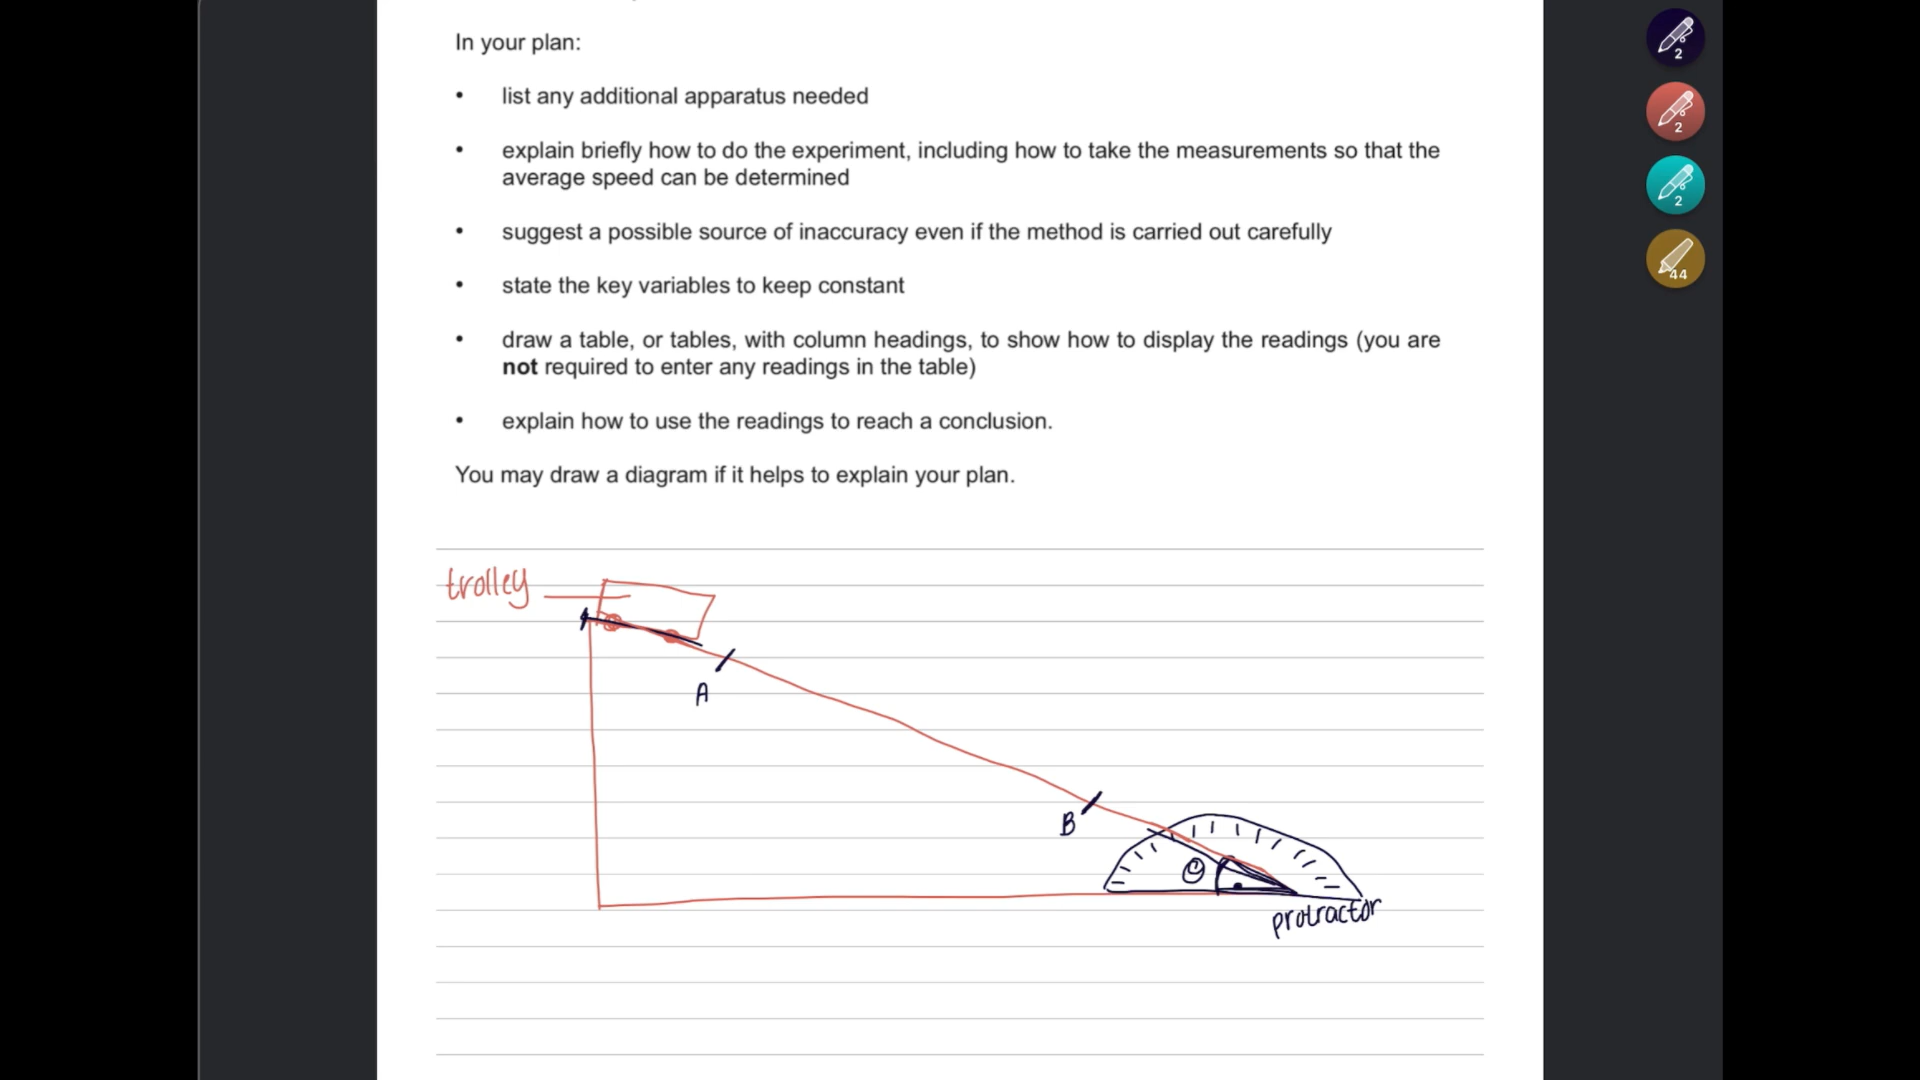 In your plan:
• list any additional apparatus needed
• explain briefly how to do the experiment, including how to take the measurements so that the
average speed can be determined
• suggest a possible source of inaccuracy even if the method is carried out carefully
• state the key variables to keep constant
• draw a table, or tables, with column headings, to show how to display the readings (you are
not required to enter any readings in the table)
• explain how to use the readings to reach a conclusion.
You may draw a diagram if it helps to explain your plan.
trolley
A
B
Θ
protractor
2
2
2
44